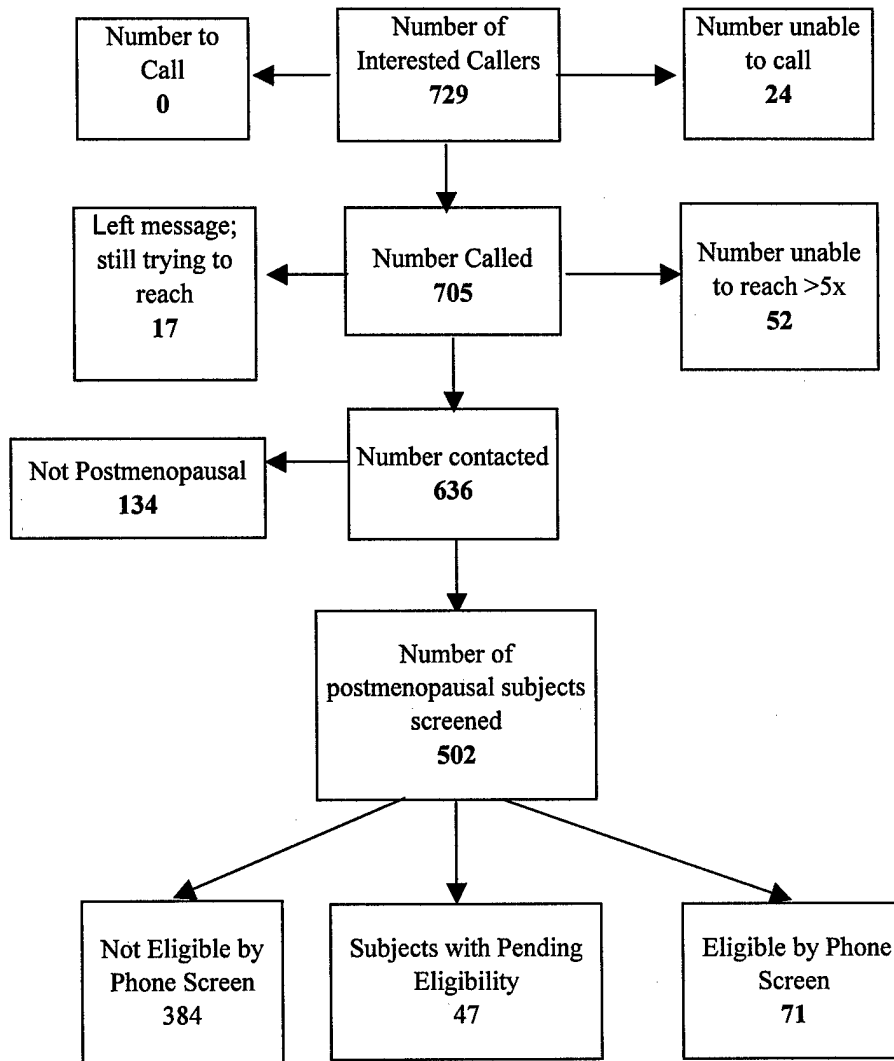 Number to
Call
0
Number of
Interested Callers
729
Number unable
to call
24
Left message;
still trying to
reach
17
Number Called
705
Number unable
to reach >5x
52
Not Postmenopausal
134
Number contacted
636
Number of
postmenopausal subjects
screened
502
Not Eligible by
Phone Screen
384
Subjects with Pending
Eligibility
47
Eligible by Phone
Screen
71